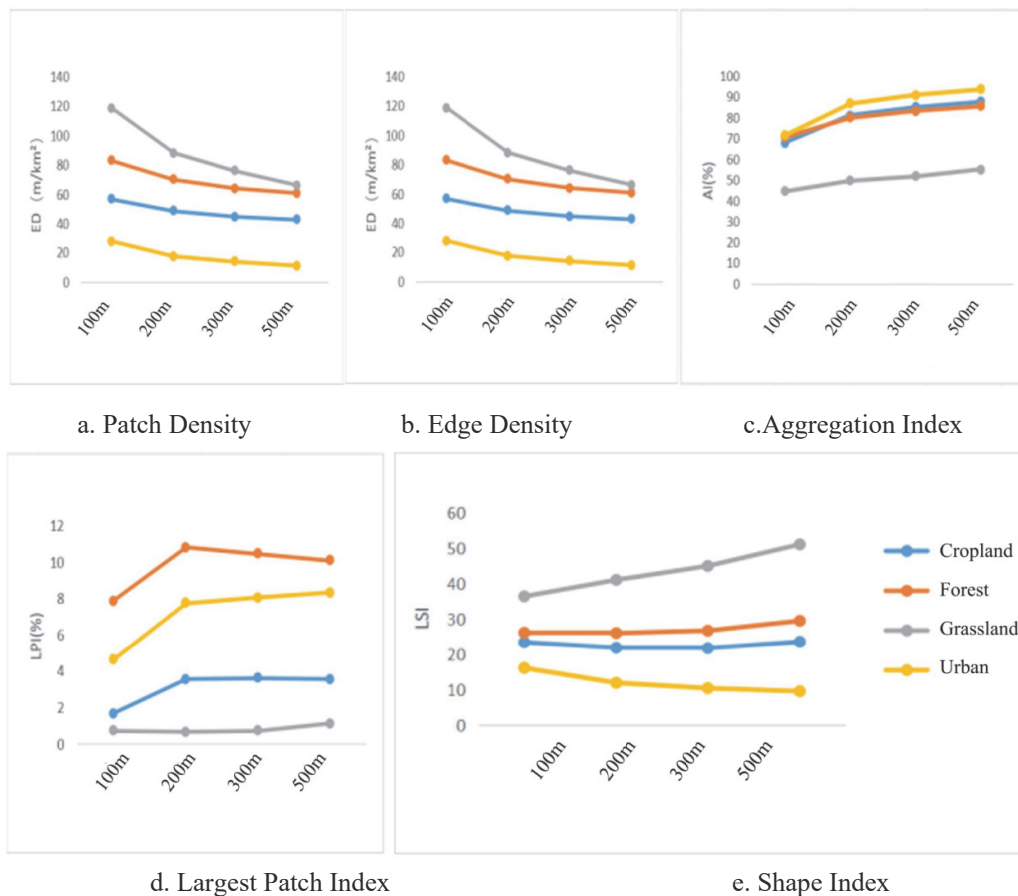 ED (m/km²)
140
120
100
80
60
40
20
0
100m
200m
300m
500m
ED (m/km²)
140
120
100
80
60
40
20
0
100m
200m
300m
500m
AI(%)
100
90
80
70
60
50
40
30
20
10
0
100m
200m
300m
500m
a. Patch Density
b. Edge Density
c.Aggregation Index
LPI(%)
12
10
8
6
4
2
0
100m
200m
300m
500m
LSI
60
50
40
30
20
10
0
100m
200m
300m
500m
Cropland
Forest
Grassland
Urban
d. Largest Patch Index
e. Shape Index